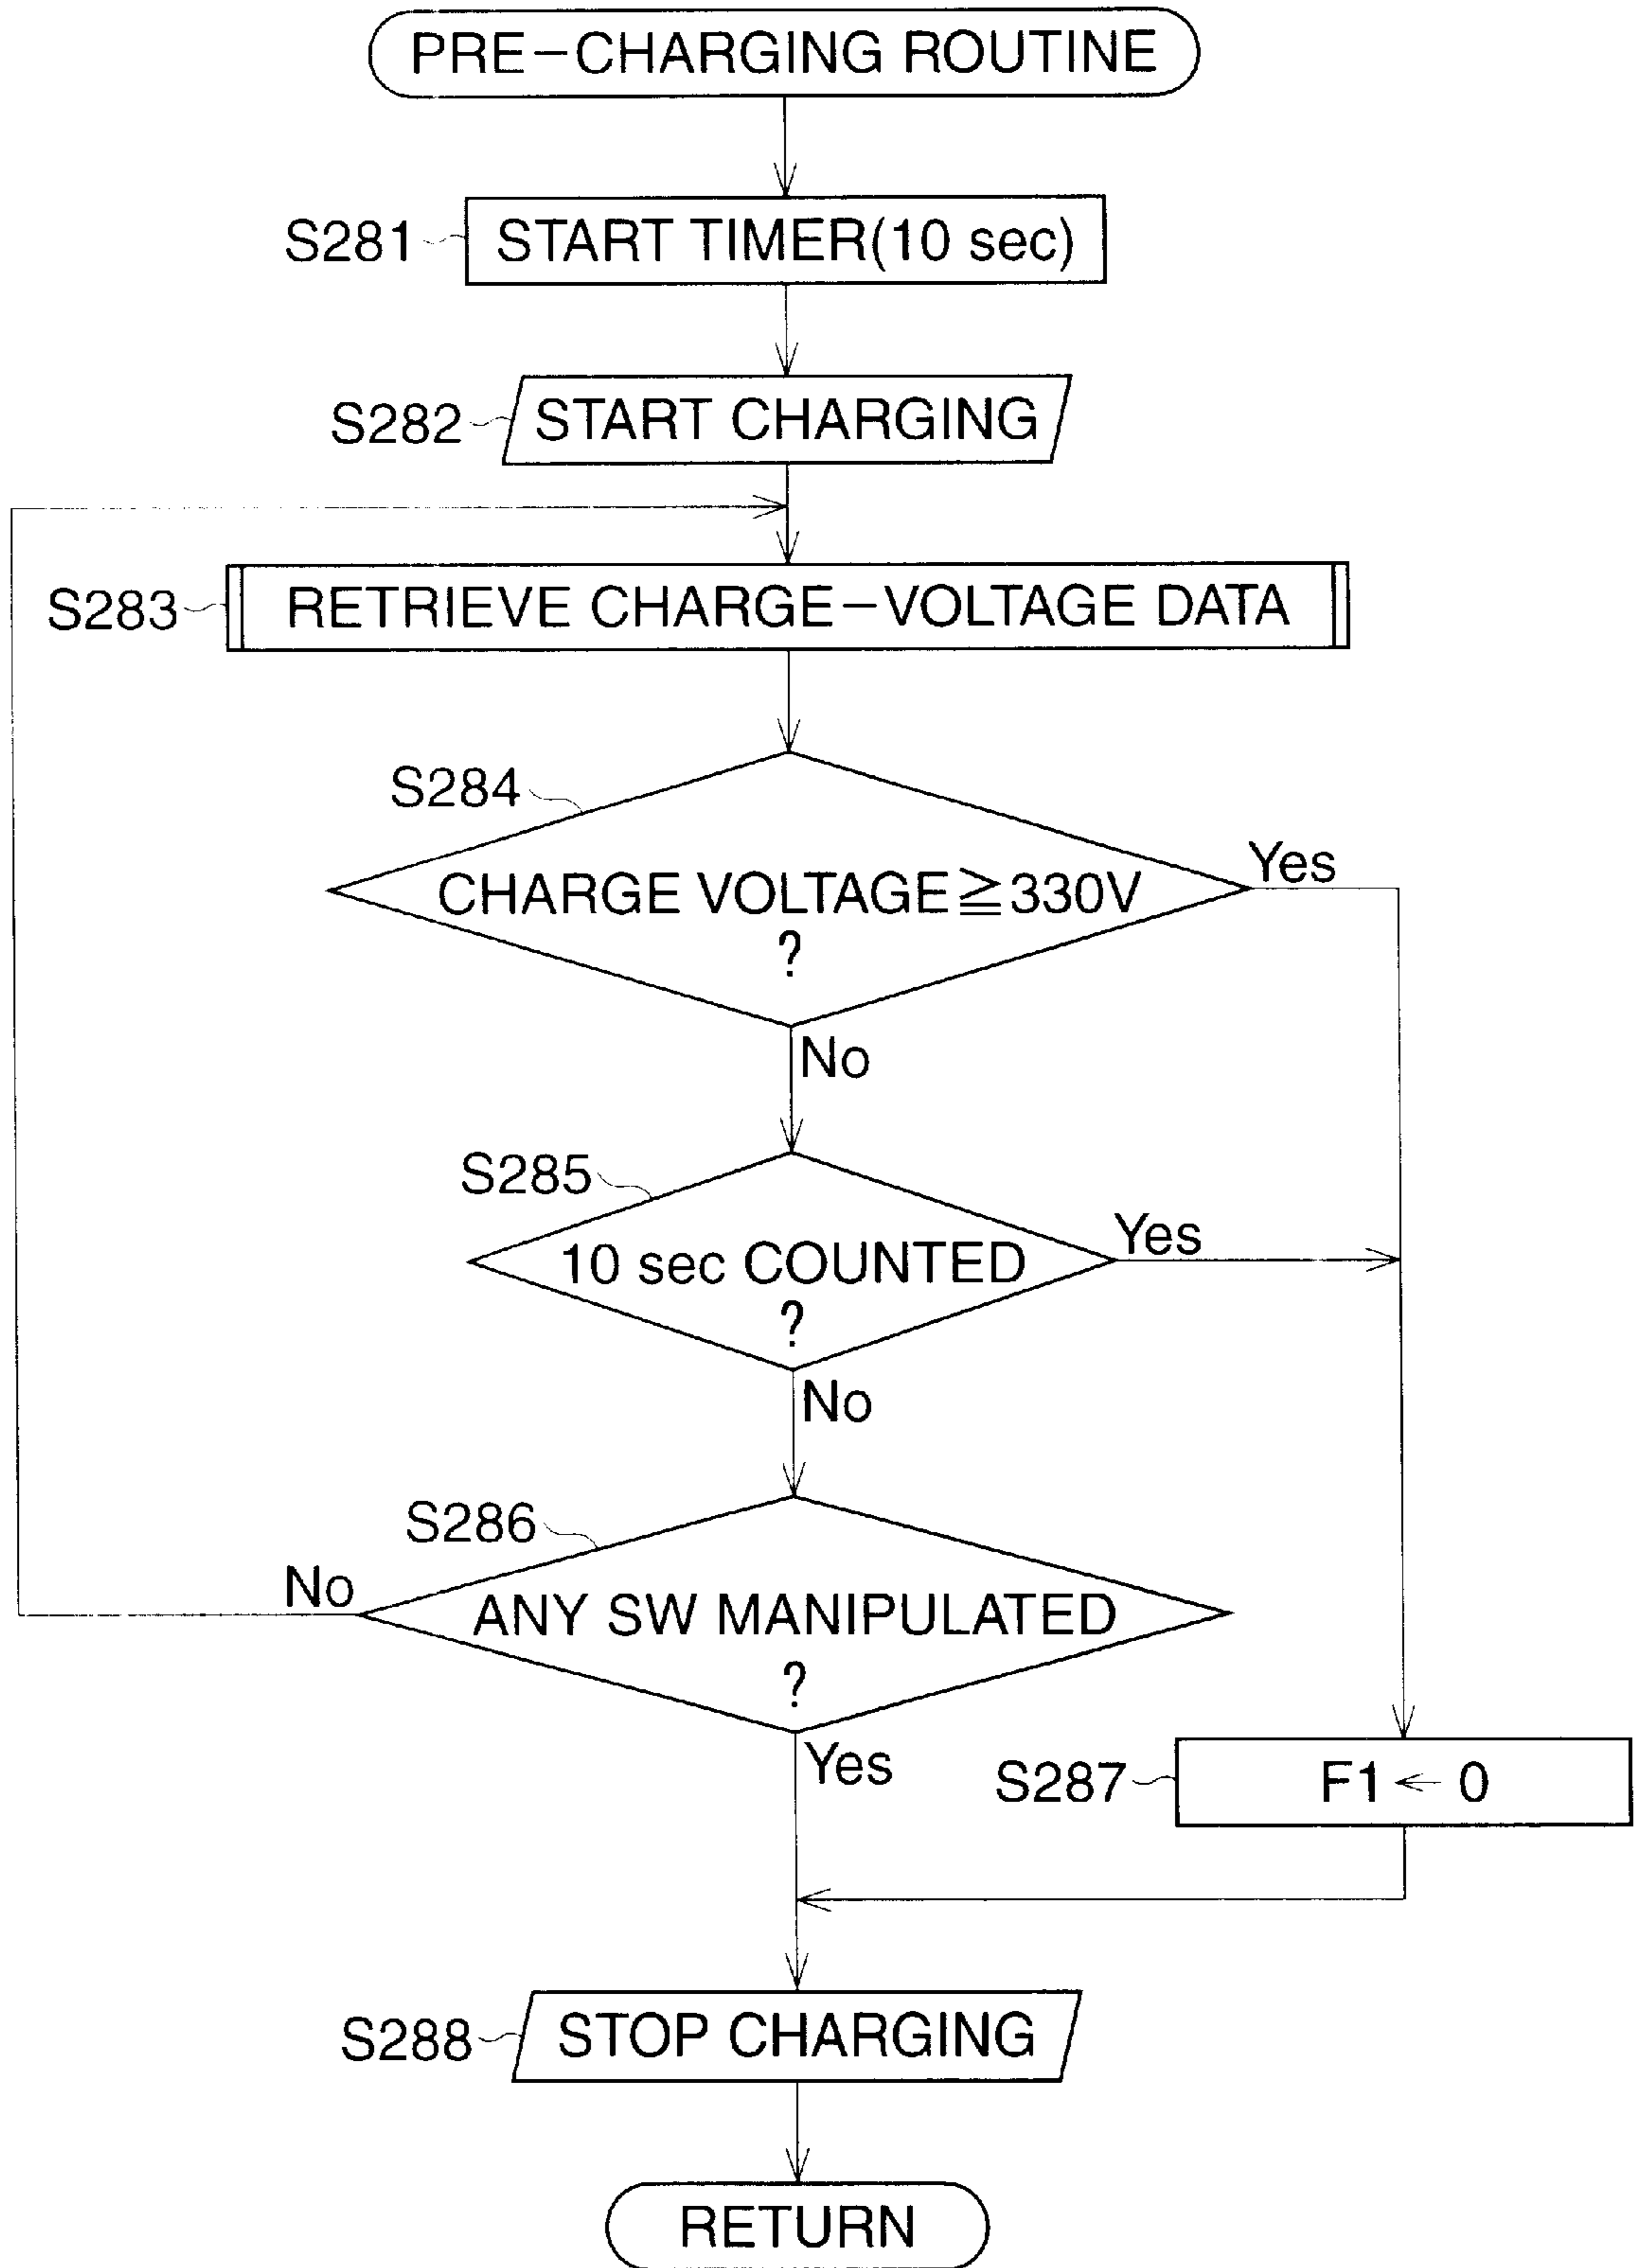 PRE-CHARGING ROUTINE
S281
START TIMER(10 sec)
S282
START CHARGING
S283
RETRIEVE CHARGE-VOLTAGE DATA
S284
CHARGE VOLTAGE≧330V
?
Yes
No
S285
10 sec COUNTED
?
Yes
No
S286
ANY SW MANIPULATED
?
No
Yes
S287
F1 ← 0
S288
STOP CHARGING
RETURN